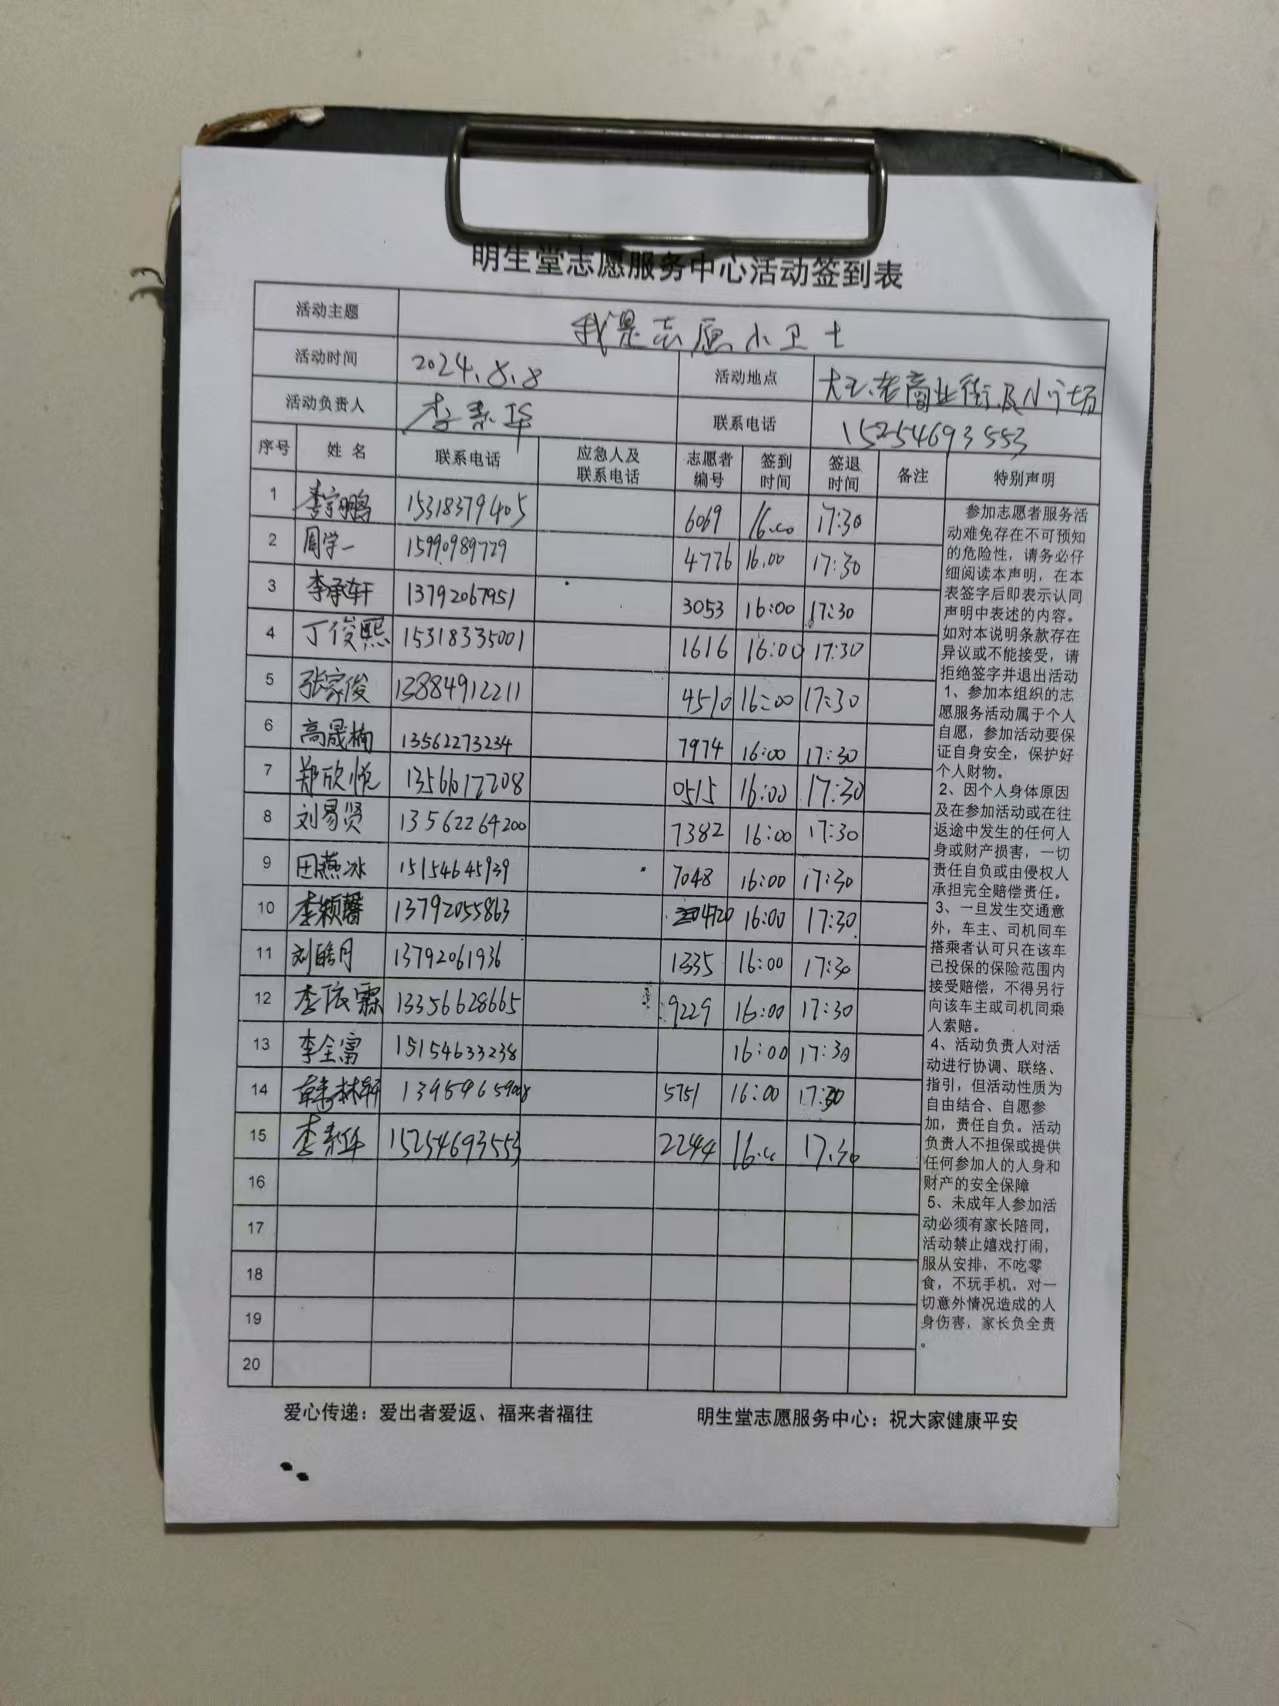 明生堂志愿服务中心活动签到表
活动主题 我是志愿小卫士
活动时间 2024.8.8 活动地点 大王老商业街及小广场
活动负责人 李素华 联系电话 15254693553
序号 姓名 联系电话 应急人及联系电话 志愿者编号 签到时间 签退时间 备注 特别声明
1 李宗鹏 15318379405 6069 16:00 17:30
2 周学一 15990989729 4776 16:00 17:30
3 李承轩 13792067951 3053 16:00 17:30
4 丁俊熙 15318335001 1616 16:00 17:30
5 张家俊 13884912211 4510 16:00 17:30
6 高晟楠 13562273234 7974 16:00 17:30
7 郑欣悦 13561617208 0515 16:00 17:30
8 刘易贤 13562264200 7382 16:00 17:30
9 田燕冰 15154645939 7048 16:00 17:30
10 李颖馨 13792055863 4720 16:00 17:30
11 刘皓月 13792061936 1335 16:00 17:30
12 李依霖 13356628665 9229 16:00 17:30
13 李全富 15154633238 16:00 17:30
14 韩林轩 13959659008 5751 16:00 17:30
15 李素华 15254693553 2244 16:00 17:30
16
17
18
19
20
参加志愿者服务活
动难免存在不可预知
的危险性，请务必仔
细阅读本声明，在本
表签字后即表示认同
声明中表述的内容。
如对本说明条款存在
异议或不能接受，请
拒绝签字并退出活动
1、参加本组织的志
愿服务活动属于个人
自愿，参加活动要保
证自身安全，保护好
个人财物。
2、因个人身体原因
及在参加活动或在往
返途中发生的任何人
身或财产损害，一切
责任自负或由侵权人
承担完全赔偿责任。
3、一旦发生交通意
外，车主、司机同车
搭乘者认可只在该车
已投保的保险范围内
接受赔偿，不得另行
向该车主或司机同乘
人索赔。
4、活动负责人对活
动进行协调、联络、
指引，但活动性质为
自由结合、自愿参
加，责任自负。活动
负责人不担保或提供
任何参加人的人身和
财产的安全保障
5、未成年人参加活
动必须有家长陪同，
活动禁止嬉戏打闹，
服从安排，不吃零
食，不玩手机，对一
切意外情况造成的人
身伤害，家长负全责
。
爱心传递：爱出者爱返、福来者福往 明生堂志愿服务中心：祝大家健康平安